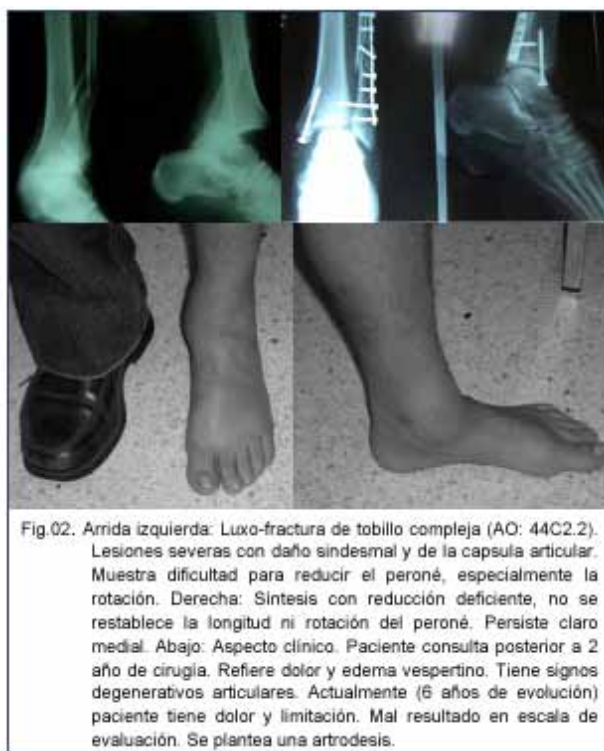 Fig.02. Arrida izquierda: Luxo-fractura de tobillo compleja (AO: 44C2.2).
Lesiones severas con daño sindesmal y de la capsula articular.
Muestra dificultad para reducir el peroné, especialmente la
rotación. Derecha: Síntesis con reducción deficiente, no se
restablece la longitud ni rotación del peroné. Persiste claro
medial. Abajo: Aspecto clínico. Paciente consulta posterior a 2
año de cirugía. Refiere dolor y edema vespertino. Tiene signos
degenerativos articulares. Actualmente (6 años de evolución)
paciente tiene dolor y limitación. Mal resultado en escala de
evaluación. Se plantea una artrodesis.